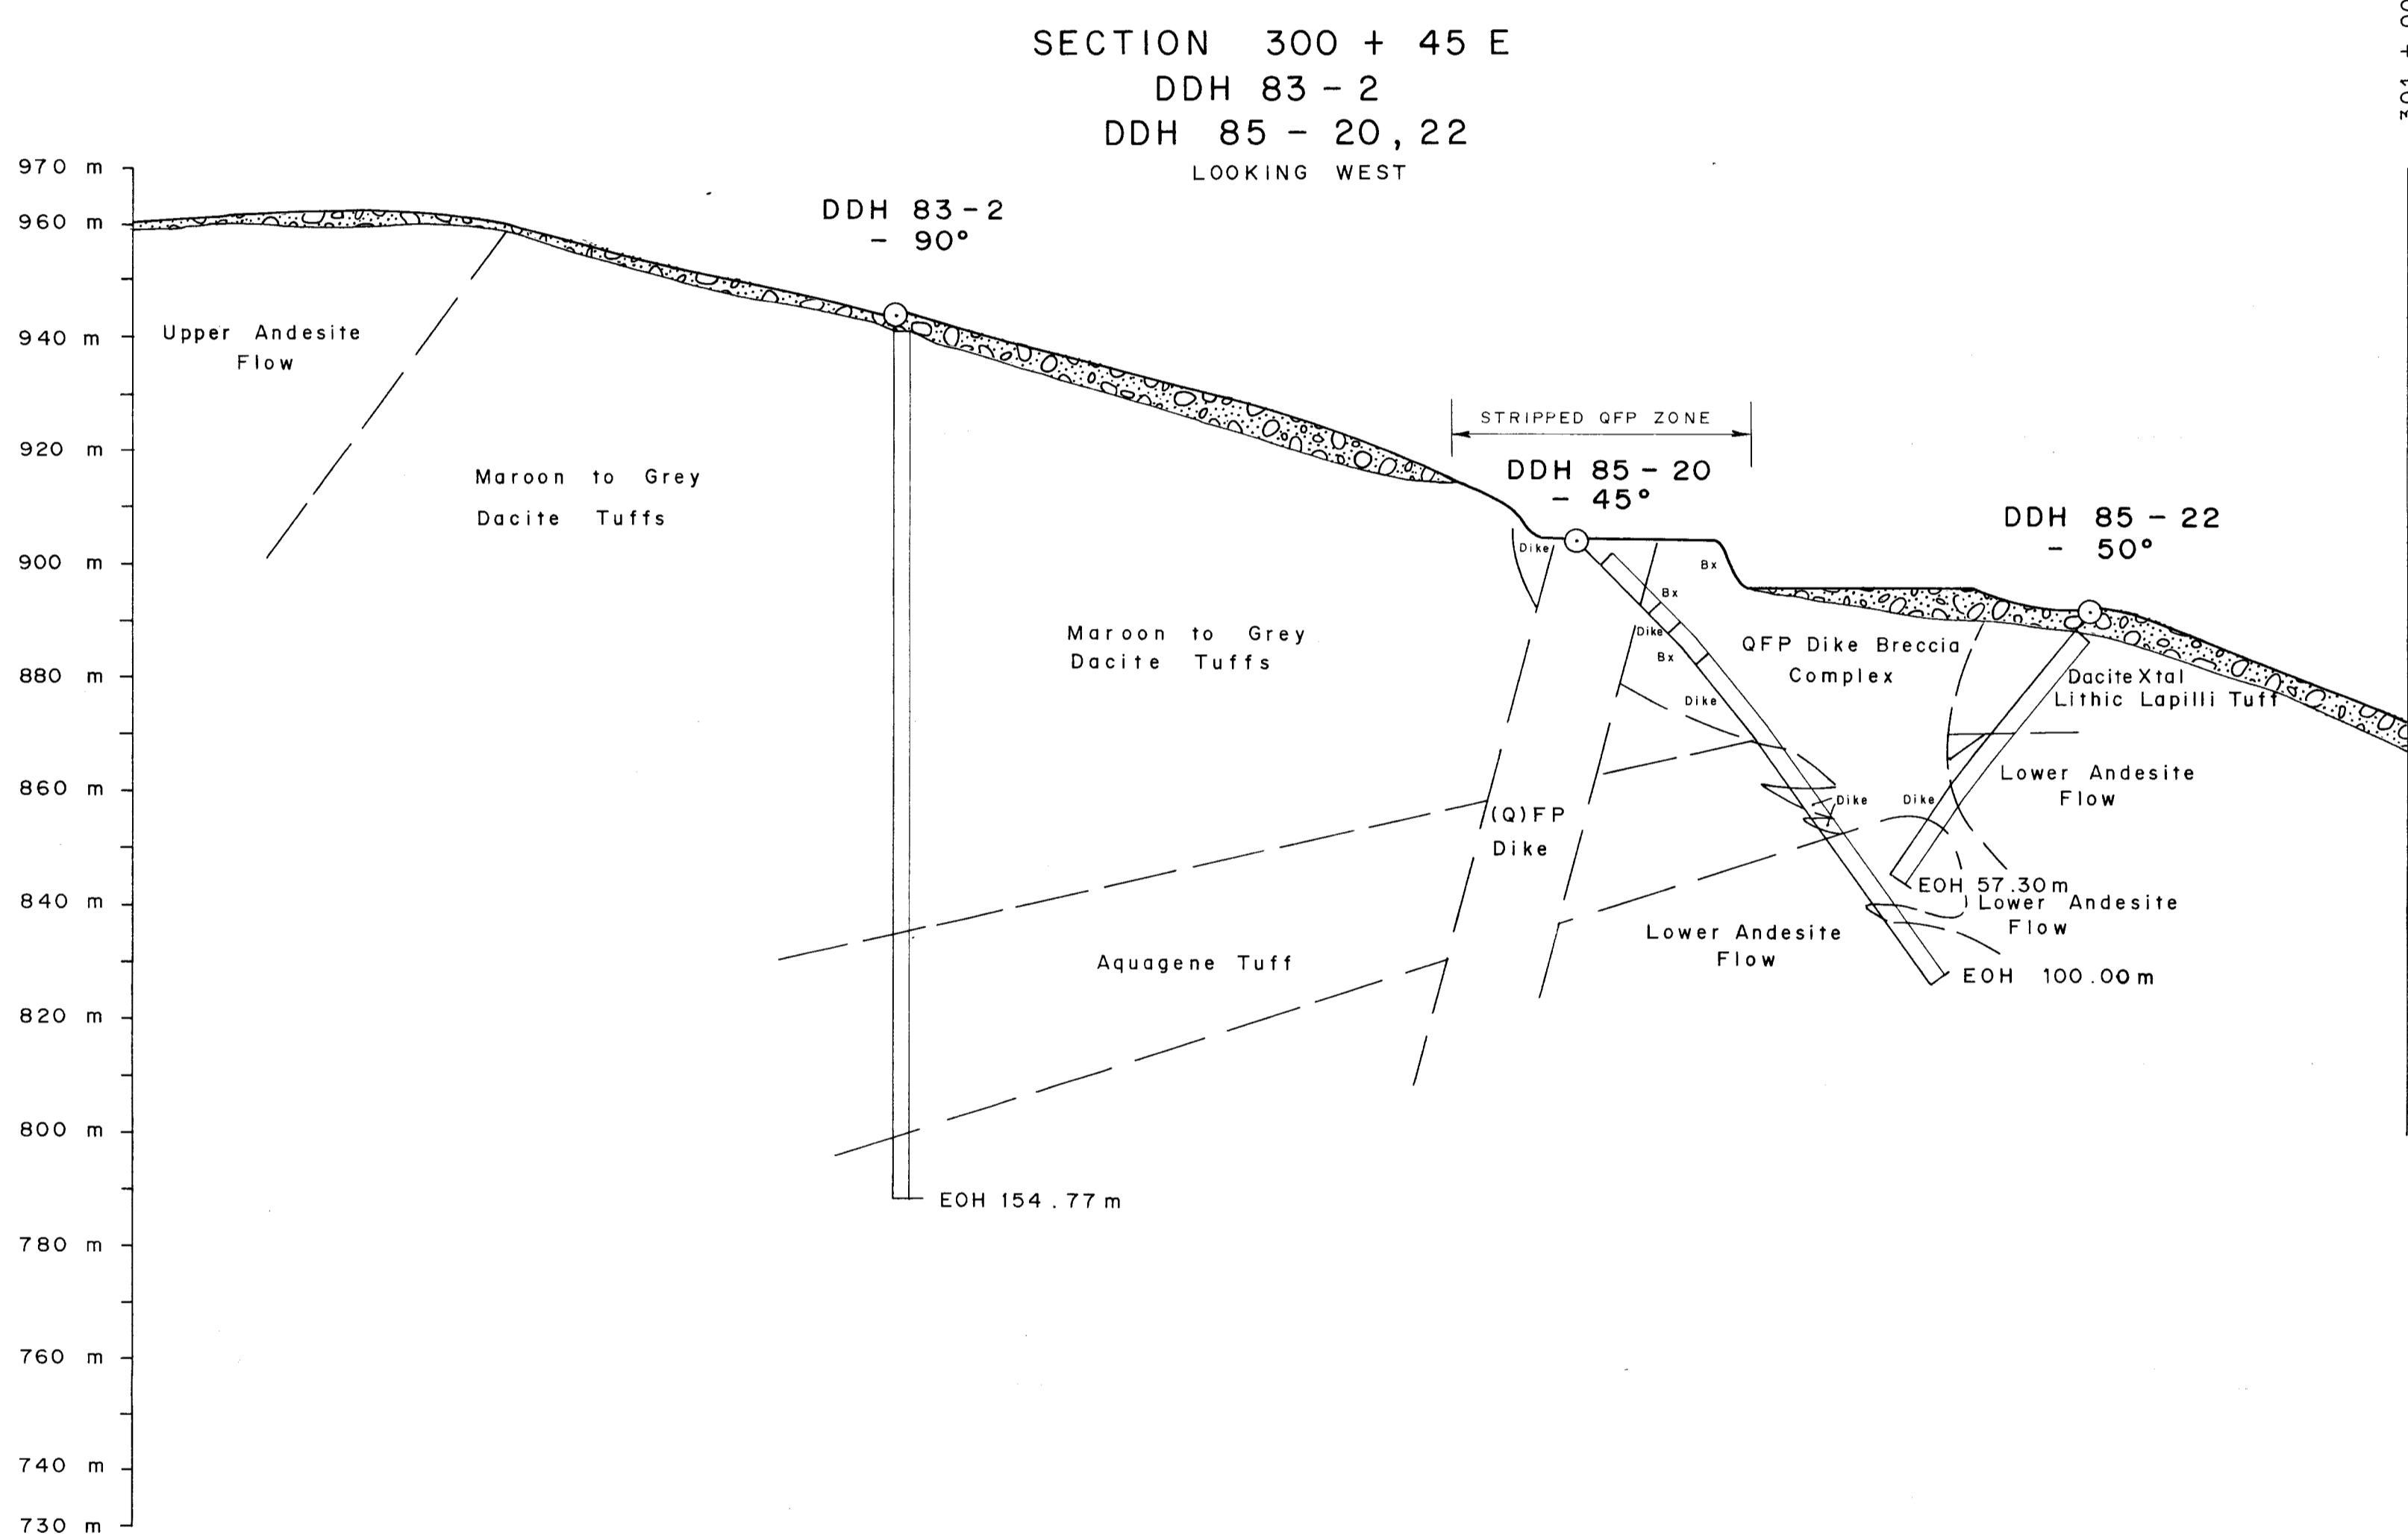 SECTION 300 + 45 E
DDH 83 - 2
DDH 85 - 20, 22
LOOKING WEST
970 m
960 m
940 m
920 m
900 m
880 m
860 m
840 m
820 m
800 m
780 m
760 m
740 m
730 m
DDH 83-2
- 90°
Upper Andesite
Flow
Maroon to Grey
Dacite Tuffs
STRIPPED QFP ZONE
DDH 85 - 20
- 45°
DDH 85 - 22
- 50°
Dike
Bx
Bx
Dike
Bx
Dike
Maroon to Grey
Dacite Tuffs
QFP Dike Breccia
Complex
Dacite Xtal
Lithic Lapilli Tuff
Lower Andesite
Flow
Dike
Dike
(Q)FP
Dike
EOH 57.30 m
Lower Andesite
Flow
Lower Andesite
Flow
Aquagene Tuff
EOH 100.00 m
EOH 154.77 m